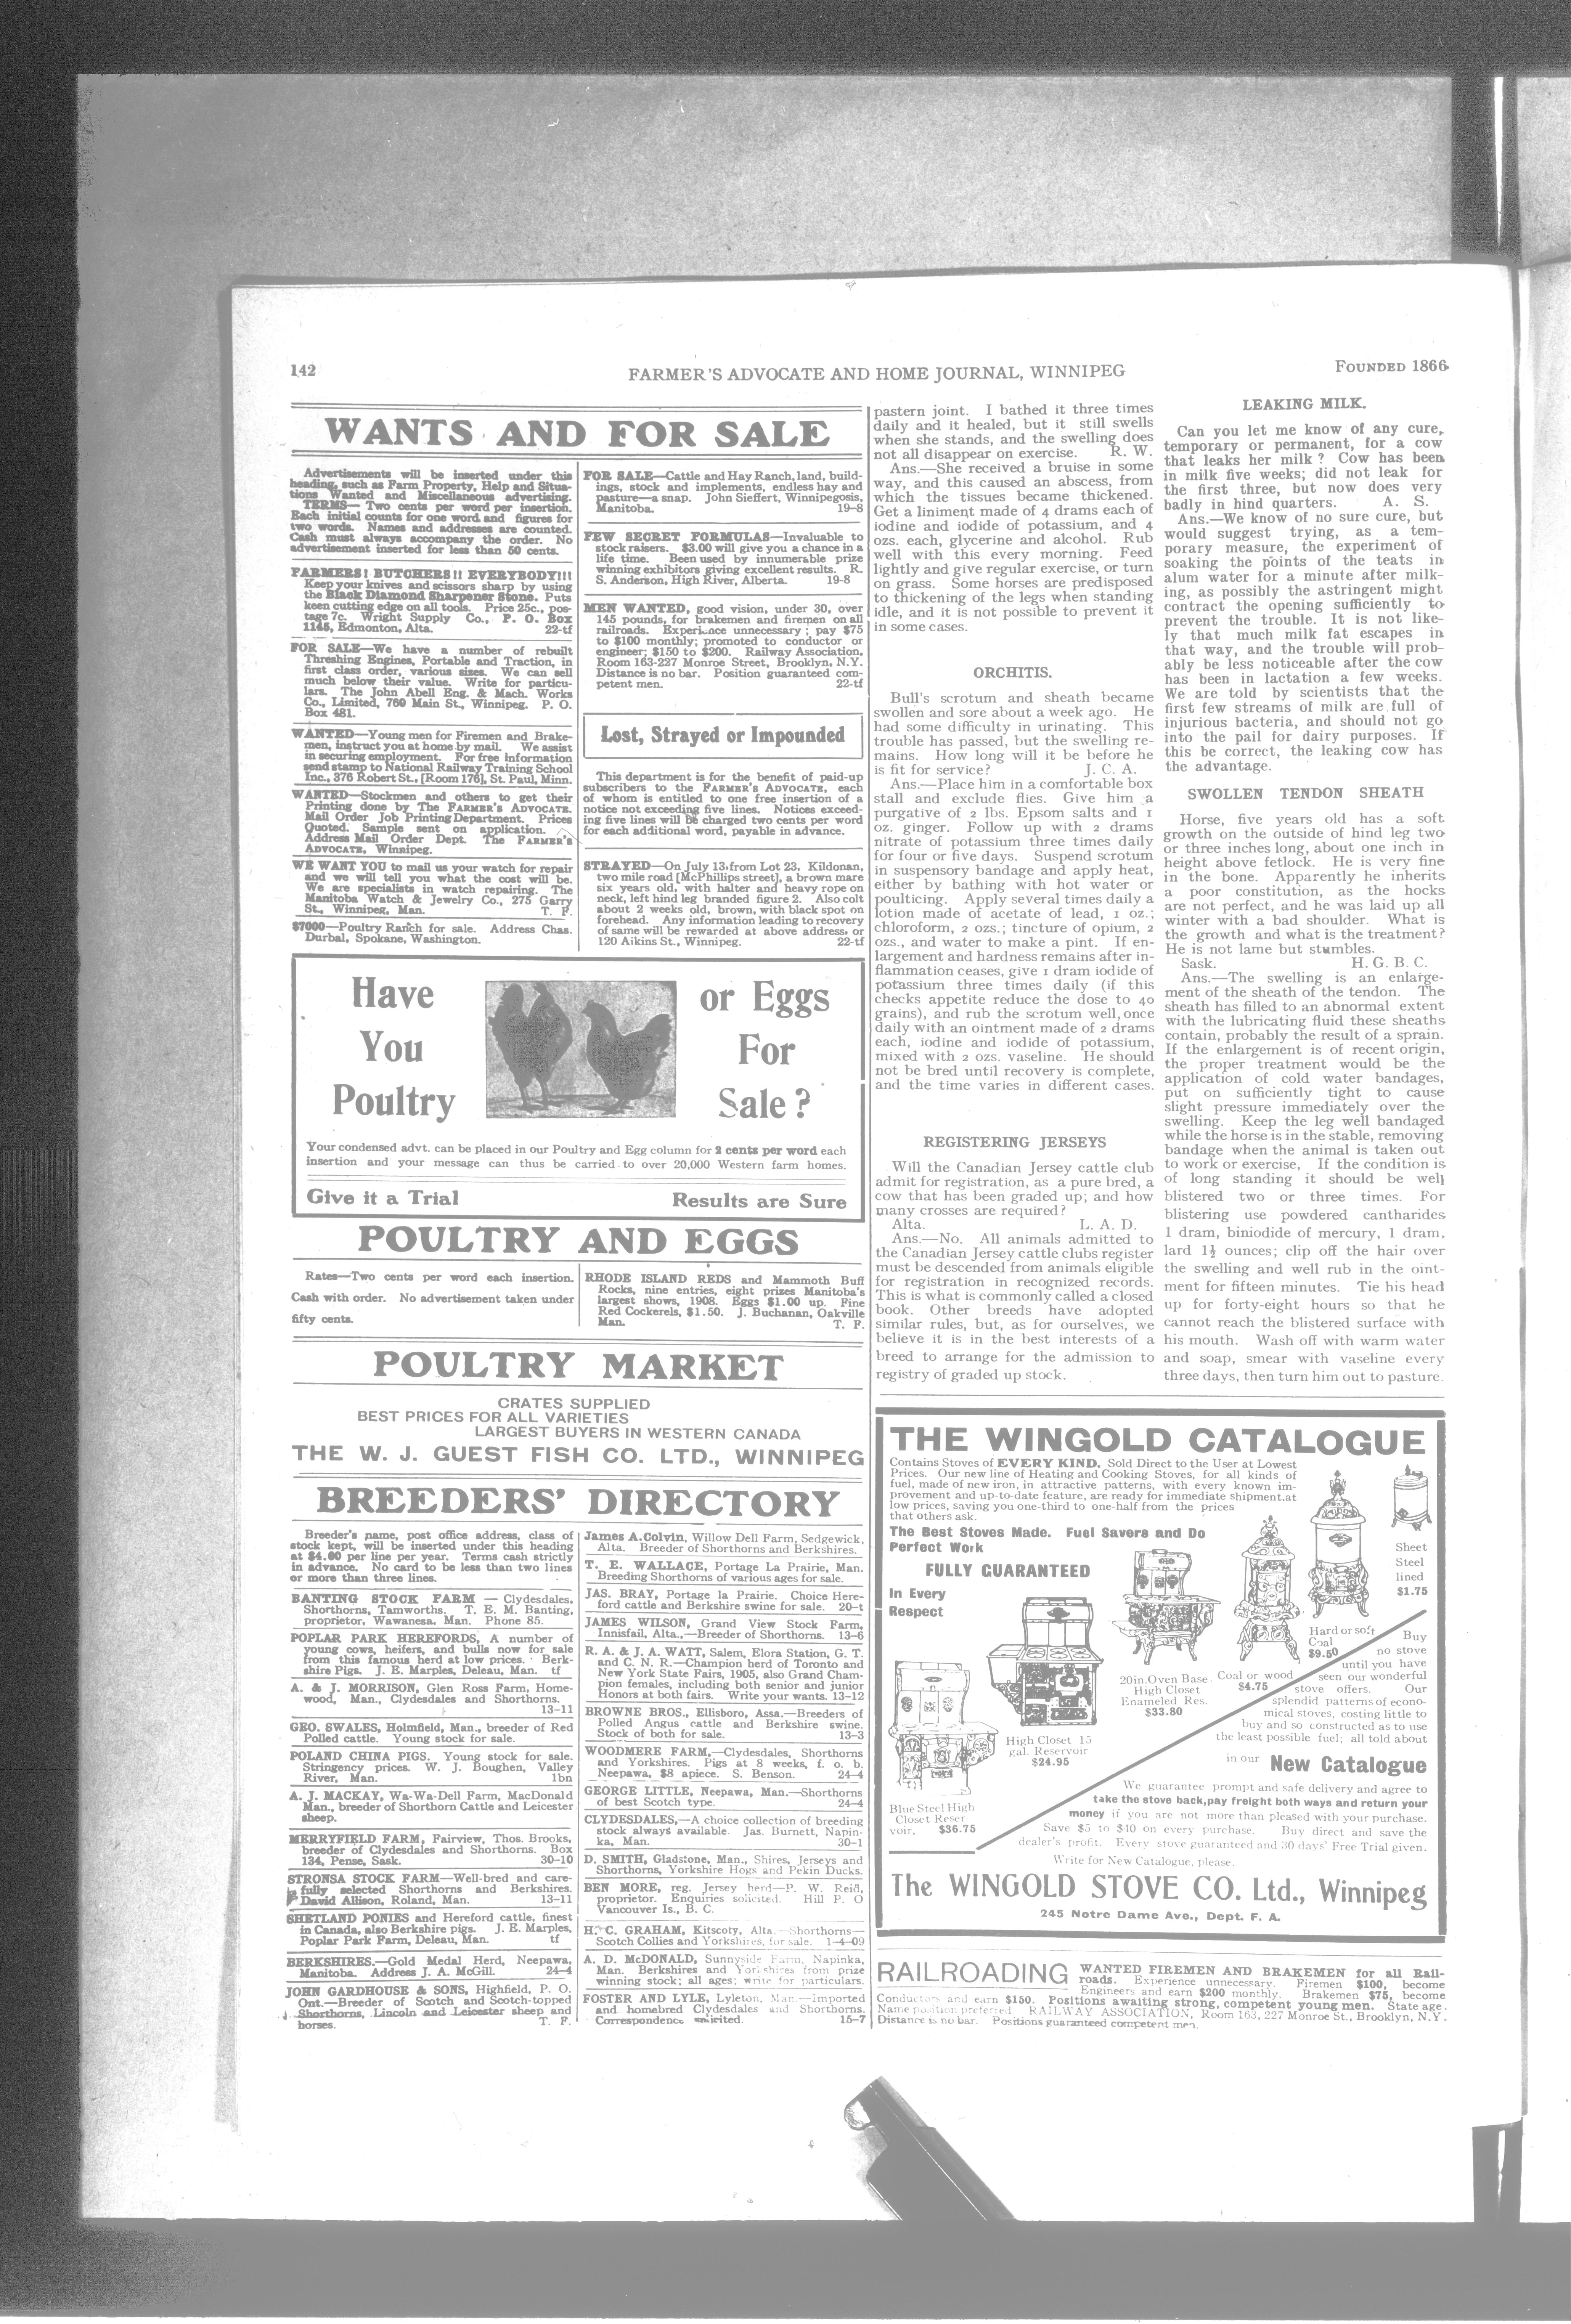 142
FARMER'S ADVOCATE AND HOME JOURNAL, WINNIPEG
FOUNDED 1866
WANTS AND FOR SALE
Advertisements will be inserted under this
heading, such as Farm Property, Help and Situa-
tions Wanted and Miscellaneous advertising.
TERMS— Two cents per word per insertion.
Each initial counts for one word and figures for
two words. Names and addresses are counted.
Cash must always accompany the order. No
advertisement inserted for less than 50 cents.
FARMERS! BUTCHERS!! EVERYBODY!!!
Keep your knives and scissors sharp by using
the Black Diamond Sharpener Stone. Puts
keen cutting edge on all tools. Price 25c., pos-
tage 7c. Wright Supply Co., P. O. Box
1145, Edmonton, Alta. 22-tf
FOR SALE—We have a number of rebuilt
Threshing Engines, Portable and Traction, in
first class order, various sizes. We can sell
much below their value. Write for particu-
lars. The John Abell Eng. & Mach. Works
Co., Limited, 760 Main St., Winnipeg. P. O.
Box 481.
WANTED—Young men for Firemen and Brake-
men, instruct you at home by mail. We assist
in securing employment. For free information
send stamp to National Railway Training School
Inc., 376 Robert St., [Room 176], St. Paul, Minn.
WANTED—Stockmen and others to get their
Printing done by The FARMER'S ADVOCATE.
Mail Order Job Printing Department. Prices
Quoted. Sample sent on application.
Address Mail Order Dept. The FARMER'S
ADVOCATE, Winnipeg.
WE WANT YOU to mail us your watch for repair
and we will tell you what the cost will be.
We are specialists in watch repairing. The
Manitoba Watch & Jewelry Co., 275 Garry
St., Winnipeg, Man. T. F.
$7000—Poultry Ranch for sale. Address Chas.
Durbal, Spokane, Washington.
FOR SALE—Cattle and Hay Ranch, land, build-
ings, stock and implements, endless hay and
pasture—a snap. John Sieffert, Winnipegosis,
Manitoba. 19-8
FEW SECRET FORMULAS—Invaluable to
stock raisers. $3.00 will give you a chance in a
life time. Been used by innumerable prize
winning exhibitors giving excellent results. R.
S. Anderson, High River, Alberta. 19-8
MEN WANTED, good vision, under 30, over
145 pounds, for brakemen and firemen on all
railroads. Experience unnecessary; pay $75
to $100 monthly; promoted to conductor or
engineer; $150 to $200. Railway Association,
Room 163-227 Monroe Street, Brooklyn, N.Y.
Distance is no bar. Position guaranteed com-
petent men. 22-tf
Lost, Strayed or Impounded
This department is for the benefit of paid-up
subscribers to the FARMER'S ADVOCATE, each
of whom is entitled to one free insertion of a
notice not exceeding five lines. Notices exceed-
ing five lines will be charged two cents per word
for each additional word, payable in advance.
STRAYED—On July 13, from Lot 23, Kildonan,
two mile road [McPhillips street], a brown mare
six years old, with halter and heavy rope on
neck, left hind leg branded figure 2. Also colt
about 2 weeks old, brown, with black spot on
forehead. Any information leading to recovery
of same will be rewarded at above address, or
120 Aikins St., Winnipeg. 22-tf
Have
You
Poultry
or Eggs
For
Sale?
Your condensed advt. can be placed in our Poultry and Egg column for 2 cents per word each
insertion and your message can thus be carried to over 20,000 Western farm homes.
Give it a Trial
Results are Sure
POULTRY AND EGGS
Rates—Two cents per word each insertion.
Cash with order. No advertisement taken under
fifty cents.
RHODE ISLAND REDS and Mammoth Buff
Rocks, nine entries, eight prizes Manitoba's
largest shows, 1908. Eggs $1.00 up. Fine
Red Cockerels, $1.50. J. Buchanan, Oakville
Man. T. F.
POULTRY MARKET
CRATES SUPPLIED
BEST PRICES FOR ALL VARIETIES
LARGEST BUYERS IN WESTERN CANADA
THE W. J. GUEST FISH CO. LTD., WINNIPEG
BREEDERS' DIRECTORY
Breeder's name, post office address, class of
stock kept, will be inserted under this heading
at $4.00 per line per year. Terms cash strictly
in advance. No card to be less than two lines
or more than three lines.
BANTING STOCK FARM — Clydesdales,
Shorthorns, Tamworths. T. E. M. Banting,
proprietor, Wawanesa, Man. Phone 85.
POPLAR PARK HEREFORDS, A number of
young cows, heifers, and bulls now for sale
from this famous herd at low prices. Berk-
shire Pigs. J. E. Marples, Deleau, Man. tf
A. & J. MORRISON, Glen Ross Farm, Home-
wood, Man., Clydesdales and Shorthorns.
13-11
GEO. SWALES, Holmfield, Man., breeder of Red
Polled cattle. Young stock for sale.
POLAND CHINA PIGS. Young stock for sale.
Stringency prices. W. J. Boughen, Valley
River, Man. 1bn
A. J. MACKAY, Wa-Wa-Dell Farm, MacDonald
Man., breeder of Shorthorn Cattle and Leicester
sheep.
MERRYFIELD FARM, Fairview, Thos. Brooks,
breeder of Clydesdales and Shorthorns. Box
134, Pense, Sask. 30-10
STRONSA STOCK FARM—Well-bred and care-
fully selected Shorthorns and Berkshires.
David Allison, Roland, Man. 13-11
SHETLAND PONIES and Hereford cattle, finest
in Canada, also Berkshire pigs. J. E. Marples,
Poplar Park Farm, Deleau, Man. tf
BERKSHIRES.—Gold Medal Herd, Neepawa,
Manitoba. Address J. A. McGill. 24-4
JOHN GARDHOUSE & SONS, Highfield, P. O.
Ont.—Breeder of Scotch and Scotch-topped
Shorthorns, Lincoln and Leicester sheep and
horses. T. F.
James A. Colvin, Willow Dell Farm, Sedgewick,
Alta. Breeder of Shorthorns and Berkshires.
T. E. WALLACE, Portage La Prairie, Man.
Breeding Shorthorns of various ages for sale.
JAS. BRAY, Portage la Prairie. Choice Here-
ford cattle and Berkshire swine for sale. 20-t
JAMES WILSON, Grand View Stock Farm,
Innisfail, Alta.,—Breeder of Shorthorns. 13-6
R. A. & J. A. WATT, Salem, Elora Station, G. T.
and C. N. R.—Champion herd of Toronto and
New York State Fairs, 1905, also Grand Cham-
pion females, including both senior and junior
Honors at both fairs. Write your wants. 13-12
BROWNE BROS., Ellisboro, Assa.—Breeders of
Polled Angus cattle and Berkshire swine.
Stock of both for sale. 13-3
WOODMERE FARM,—Clydesdales, Shorthorns
and Yorkshires. Pigs at 8 weeks, f. o. b.
Neepawa, $8 apiece. S. Benson. 24-4
GEORGE LITTLE, Neepawa, Man.—Shorthorns
of best Scotch type. 24-4
CLYDESDALES,—A choice collection of breeding
stock always available. Jas. Burnett, Napin-
ka, Man. 30-1
D. SMITH, Gladstone, Man., Shires, Jerseys and
Shorthorns, Yorkshire Hogs and Pekin Ducks.
BEN MORE, reg. Jersey herd—P. W. Reid,
proprietor. Enquiries solicited. Hill P. O
Vancouver Is., B. C.
H. C. GRAHAM, Kitscoty, Alta.—Shorthorns—
Scotch Collies and Yorkshires, for sale. 1-4-09
A. D. McDONALD, Sunnyside Farm, Napinka,
Man. Berkshires and Yorkshires from prize
winning stock; all ages; write for particulars.
FOSTER AND LYLE, Lyleton, Man.—Imported
and homebred Clydesdales and Shorthorns.
Correspondence solicited. 15-7
pastern joint. I bathed it three times
daily and it healed, but it still swells
when she stands, and the swelling does
not all disappear on exercise. R. W.
Ans.—She received a bruise in some
way, and this caused an abscess, from
which the tissues became thickened.
Get a liniment made of 4 drams each of
iodine and iodide of potassium, and 4
ozs. each, glycerine and alcohol. Rub
well with this every morning. Feed
lightly and give regular exercise, or turn
on grass. Some horses are predisposed
to thickening of the legs when standing
idle, and it is not possible to prevent it
in some cases.
ORCHITIS.
Bull's scrotum and sheath became
swollen and sore about a week ago. He
had some difficulty in urinating. This
trouble has passed, but the swelling re-
mains. How long will it be before he
is fit for service? J. C. A.
Ans.—Place him in a comfortable box
stall and exclude flies. Give him a
purgative of 2 lbs. Epsom salts and 1
oz. ginger. Follow up with 2 drams
nitrate of potassium three times daily
for four or five days. Suspend scrotum
in suspensory bandage and apply heat,
either by bathing with hot water or
poulticing. Apply several times daily a
lotion made of acetate of lead, 1 oz.;
chloroform, 2 ozs.; tincture of opium, 2
ozs., and water to make a pint. If en-
largement and hardness remains after in-
flammation ceases, give 1 dram iodide of
potassium three times daily (if this
checks appetite reduce the dose to 40
grains), and rub the scrotum well, once
daily with an ointment made of 2 drams
each, iodine and iodide of potassium,
mixed with 2 ozs. vaseline. He should
not be bred until recovery is complete,
and the time varies in different cases.
REGISTERING JERSEYS
Will the Canadian Jersey cattle club
admit for registration, as a pure bred, a
cow that has been graded up; and how
many crosses are required?
Alta. L. A. D.
Ans.—No. All animals admitted to
the Canadian Jersey cattle clubs register
must be descended from animals eligible
for registration in recognized records.
This is what is commonly called a closed
book. Other breeds have adopted
similar rules, but, as for ourselves, we
believe it is in the best interests of a
breed to arrange for the admission to
registry of graded up stock.
LEAKING MILK.
Can you let me know of any cure,
temporary or permanent, for a cow
that leaks her milk? Cow has been
in milk five weeks; did not leak for
the first three, but now does very
badly in hind quarters. A. S.
Ans.—We know of no sure cure, but
would suggest trying, as a tem-
porary measure, the experiment of
soaking the points of the teats in
alum water for a minute after milk-
ing, as possibly the astringent might
contract the opening sufficiently to
prevent the trouble. It is not like-
ly that much milk fat escapes in
that way, and the trouble will prob-
ably be less noticeable after the cow
has been in lactation a few weeks.
We are told by scientists that the
first few streams of milk are full of
injurious bacteria, and should not go
into the pail for dairy purposes. If
this be correct, the leaking cow has
the advantage.
SWOLLEN TENDON SHEATH
Horse, five years old has a soft
growth on the outside of hind leg two
or three inches long, about one inch in
height above fetlock. He is very fine
in the bone. Apparently he inherits
a poor constitution, as the hocks
are not perfect, and he was laid up all
winter with a bad shoulder. What is
the growth and what is the treatment?
He is not lame but stumbles.
Sask. H. G. B. C.
Ans.—The swelling is an enlarge-
ment of the sheath of the tendon. The
sheath has filled to an abnormal extent
with the lubricating fluid these sheaths
contain, probably the result of a sprain.
If the enlargement is of recent origin,
the proper treatment would be the
application of cold water bandages,
put on sufficiently tight to cause
slight pressure immediately over the
swelling. Keep the leg well bandaged
while the horse is in the stable, removing
bandage when the animal is taken out
to work or exercise, If the condition is
of long standing it should be well
blistered two or three times. For
blistering use powdered cantharides
1 dram, biniodide of mercury, 1 dram,
lard 1½ ounces; clip off the hair over
the swelling and well rub in the oint-
ment for fifteen minutes. Tie his head
up for forty-eight hours so that he
cannot reach the blistered surface with
his mouth. Wash off with warm water
and soap, smear with vaseline every
three days, then turn him out to pasture.
THE WINGOLD CATALOGUE
Contains Stoves of EVERY KIND. Sold Direct to the User at Lowest
Prices. Our new line of Heating and Cooking Stoves, for all kinds of
fuel, made of new iron, in attractive patterns, with every known im-
provement and up-to-date feature, are ready for immediate shipment, at
low prices, saving you one-third to one-half from the prices
that others ask.
The Best Stoves Made. Fuel Savers and Do
Perfect Work
FULLY GUARANTEED
In Every
Respect
Sheet
Steel
lined
$1.75
Hard or soft
Coal
$9.50
Coal or wood
$4.75
20in. Oven Base
High Closet
Enameled Res.
$33.80
High Closet 15
gal. Reservoir
$24.95
Blue Steel High
Closet Reser
voir, $36.75
Buy
no stove
until you have
seen our wonderful
stove offers. Our
splendid patterns of econo-
mical stoves, costing little to
buy and so constructed as to use
the least possible fuel; all told about
in our New Catalogue
We guarantee prompt and safe delivery and agree to
take the stove back, pay freight both ways and return your
money if you are not more than pleased with your purchase.
Save $5 to $40 on every purchase. Buy direct and save the
dealer's profit. Every stove guaranteed and 30 days' Free Trial given.
Write for New Catalogue, please.
The WINGOLD STOVE CO. Ltd., Winnipeg
245 Notre Dame Ave., Dept. F. A.
RAILROADING
WANTED FIREMEN AND BRAKEMEN for all Rail-
roads. Experience unnecessary. Firemen $100, become
Engineers and earn $200 monthly. Brakemen $75, become
Conductors and earn $150. Positions awaiting strong, competent young men. State age.
Name position preferred RAILWAY ASSOCIATION, Room 163, 227 Monroe St., Brooklyn, N.Y.
Distance is no bar. Positions guaranteed competent men.